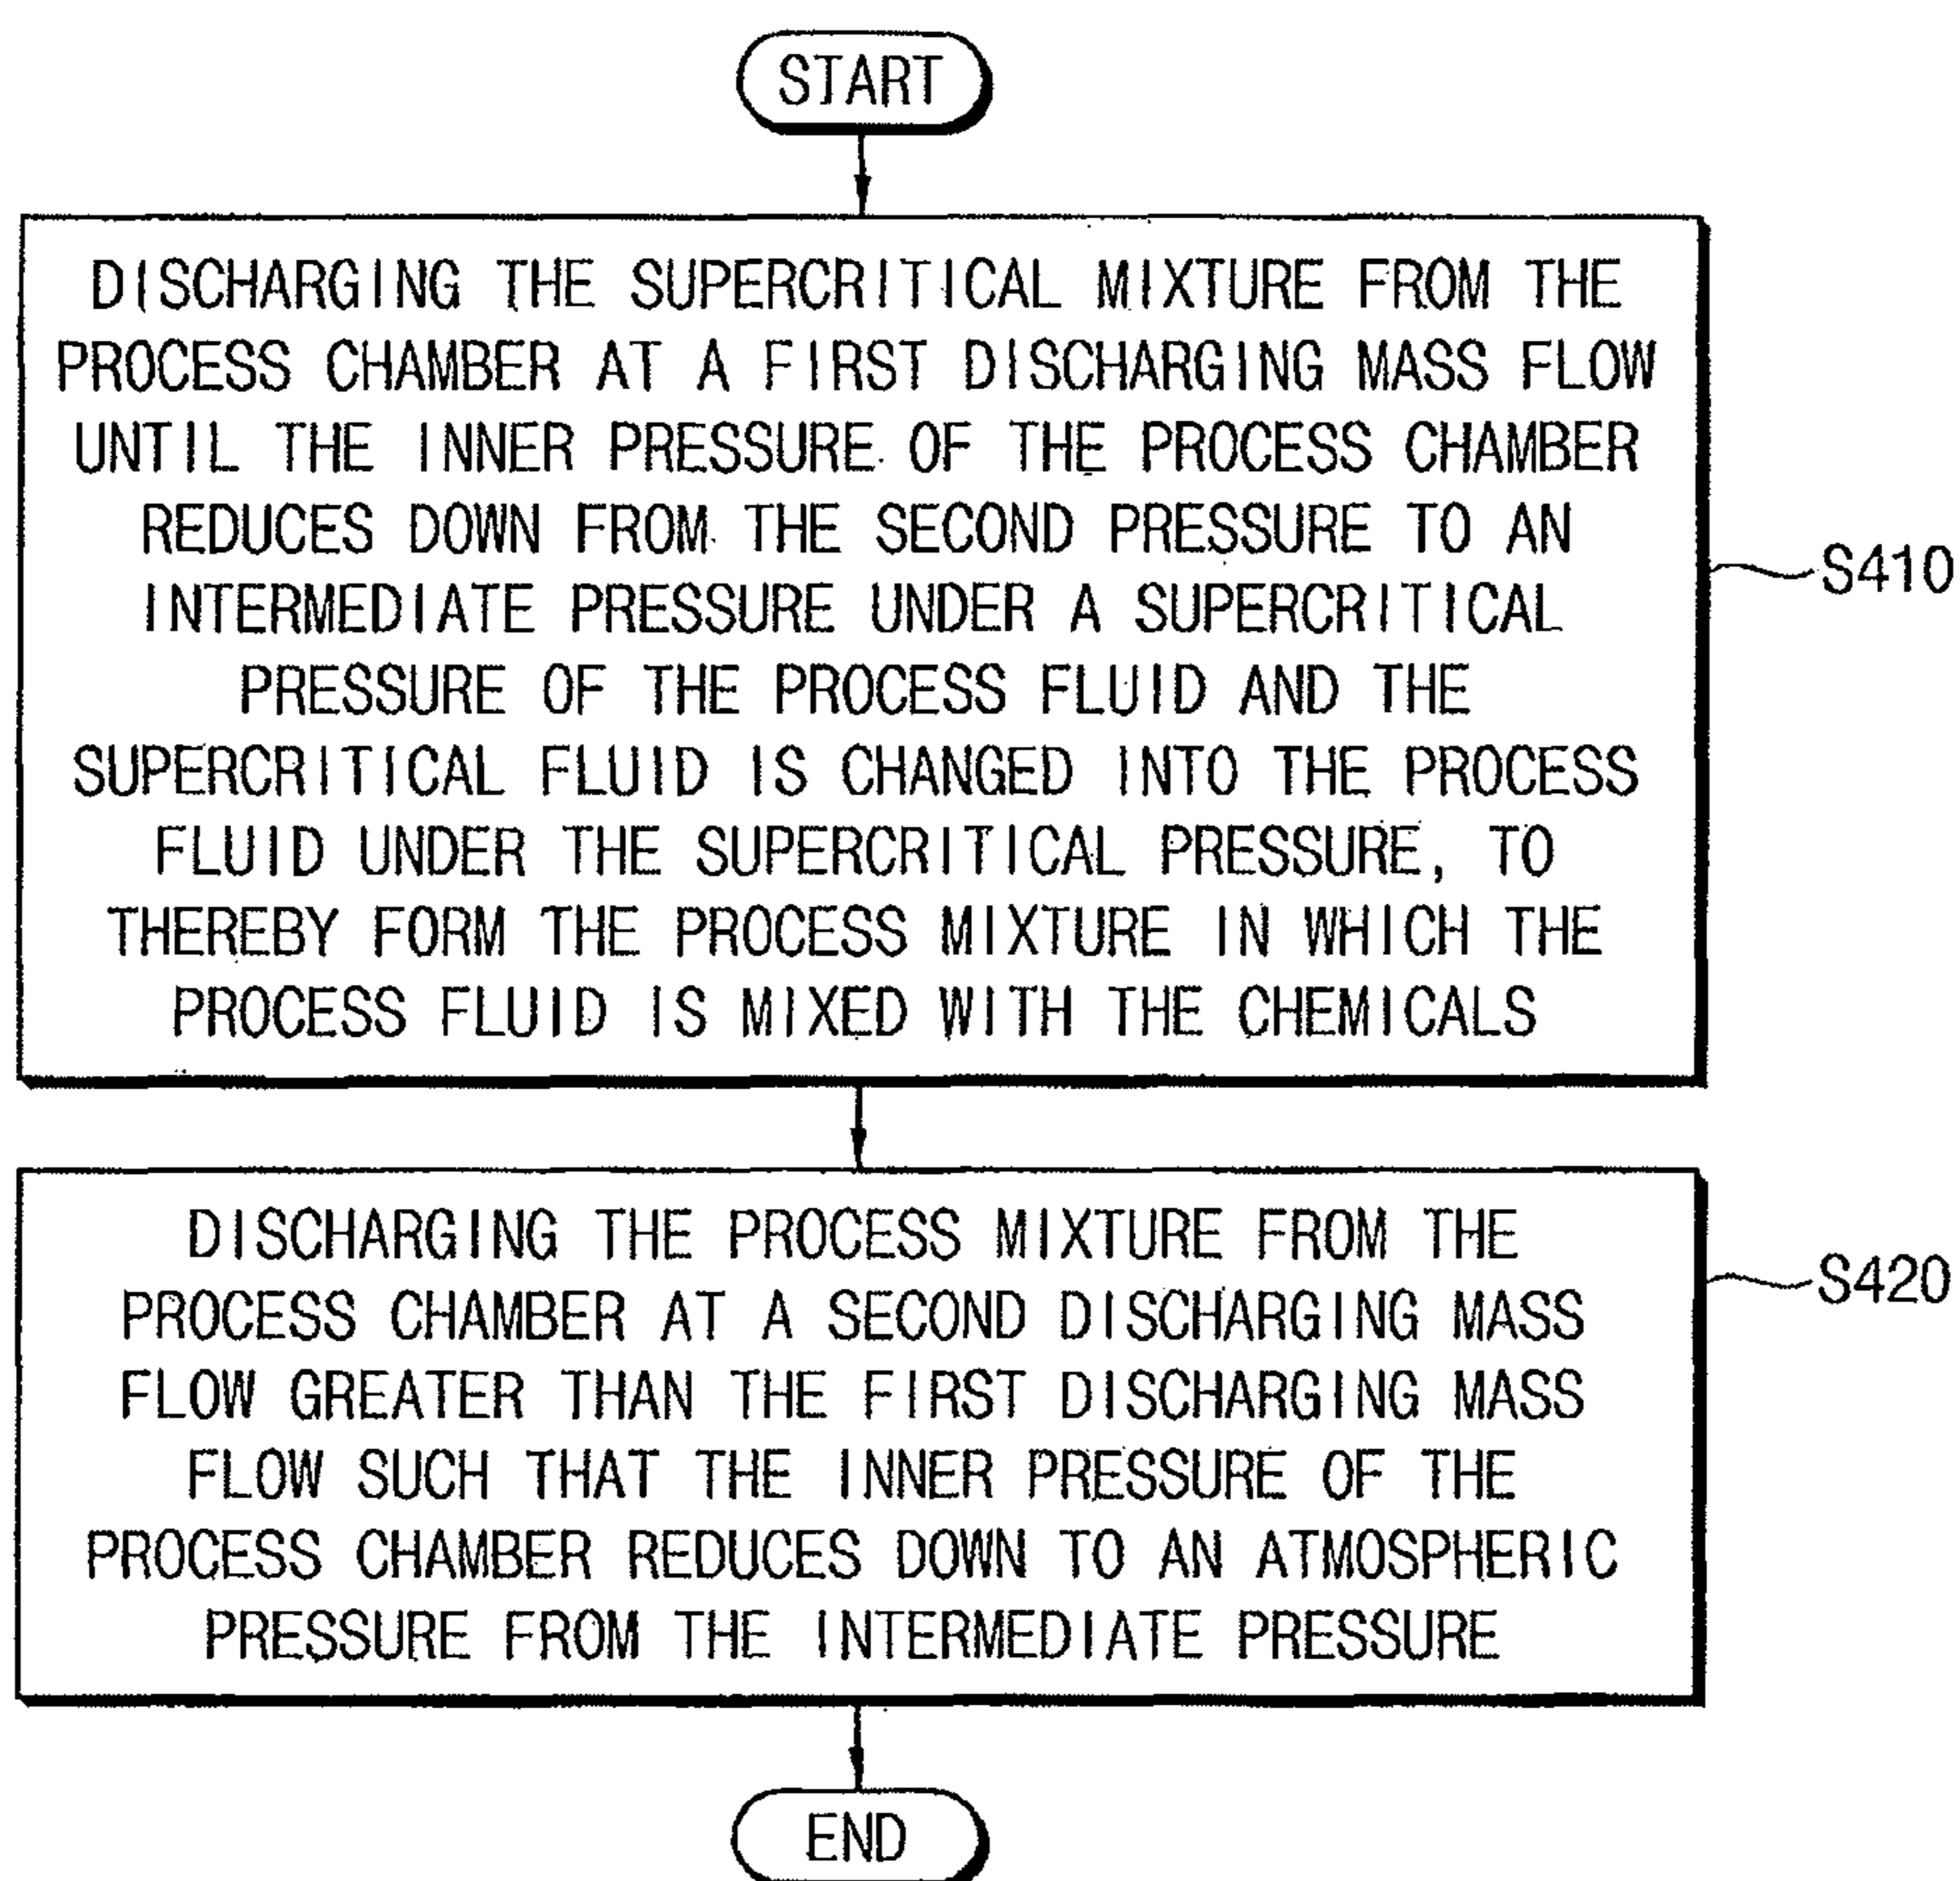 START
DISCHARGING THE SUPERCRITICAL MIXTURE FROM THE
PROCESS CHAMBER AT A FIRST DISCHARGING MASS FLOW
UNTIL THE INNER PRESSURE OF THE PROCESS CHAMBER
REDUCES DOWN FROM THE SECOND PRESSURE TO AN
INTERMEDIATE PRESSURE UNDER A SUPERCRITICAL
PRESSURE OF THE PROCESS FLUID AND THE
SUPERCRITICAL FLUID IS CHANGED INTO THE PROCESS
FLUID UNDER THE SUPERCRITICAL PRESSURE, TO
THEREBY FORM THE PROCESS MIXTURE IN WHICH THE
PROCESS FLUID IS MIXED WITH THE CHEMICALS
S410
DISCHARGING THE PROCESS MIXTURE FROM THE
PROCESS CHAMBER AT A SECOND DISCHARGING MASS
FLOW GREATER THAN THE FIRST DISCHARGING MASS
FLOW SUCH THAT THE INNER PRESSURE OF THE
PROCESS CHAMBER REDUCES DOWN TO AN ATMOSPHERIC
PRESSURE FROM THE INTERMEDIATE PRESSURE
S420
END